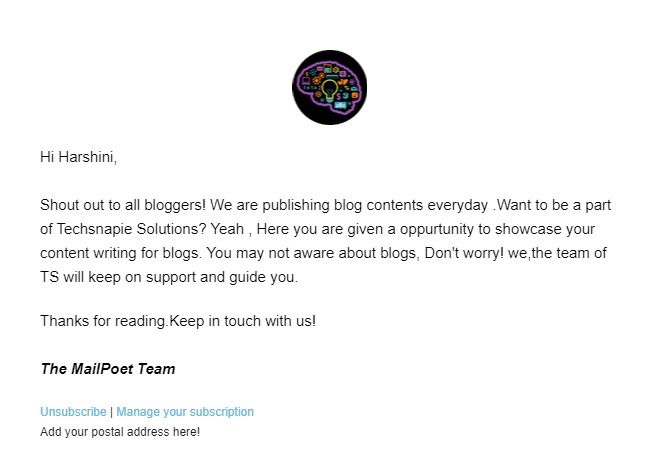 Hi Harshini,
Shout out to all bloggers! We are publishing blog contents everyday .Want to be a part
of Techsnapie Solutions? Yeah , Here you are given a oppurtunity to showcase your
content writing for blogs. You may not aware about blogs, Don't worry! we,the team of
TS will keep on support and guide you.
Thanks for reading.Keep in touch with us!
The MailPoet Team
Unsubscribe | Manage your subscription
Add your postal address here!